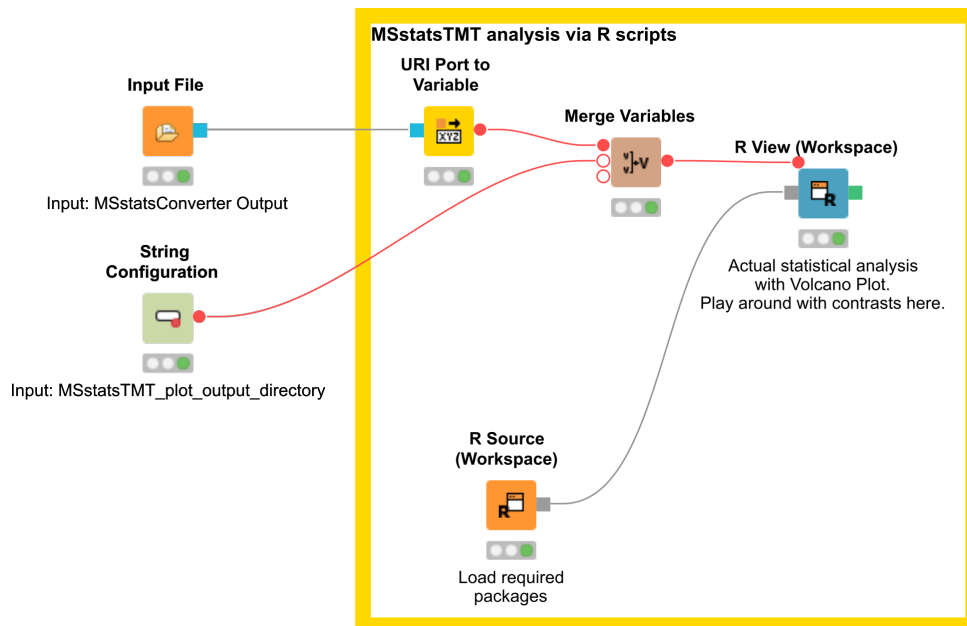 MSstatsTMT analysis via R scripts
URI Port to
Variable
Input File
XYZ
Merge Variables
V
V
V
R View (Workspace)
R
Input: MSstatsConverter Output
String
Configuration
Actual statistical analysis
with Volcano Plot.
Play around with contrasts here.
Input: MSstatsTMT_plot_output_directory
R Source
(Workspace)
R
Load required
packages